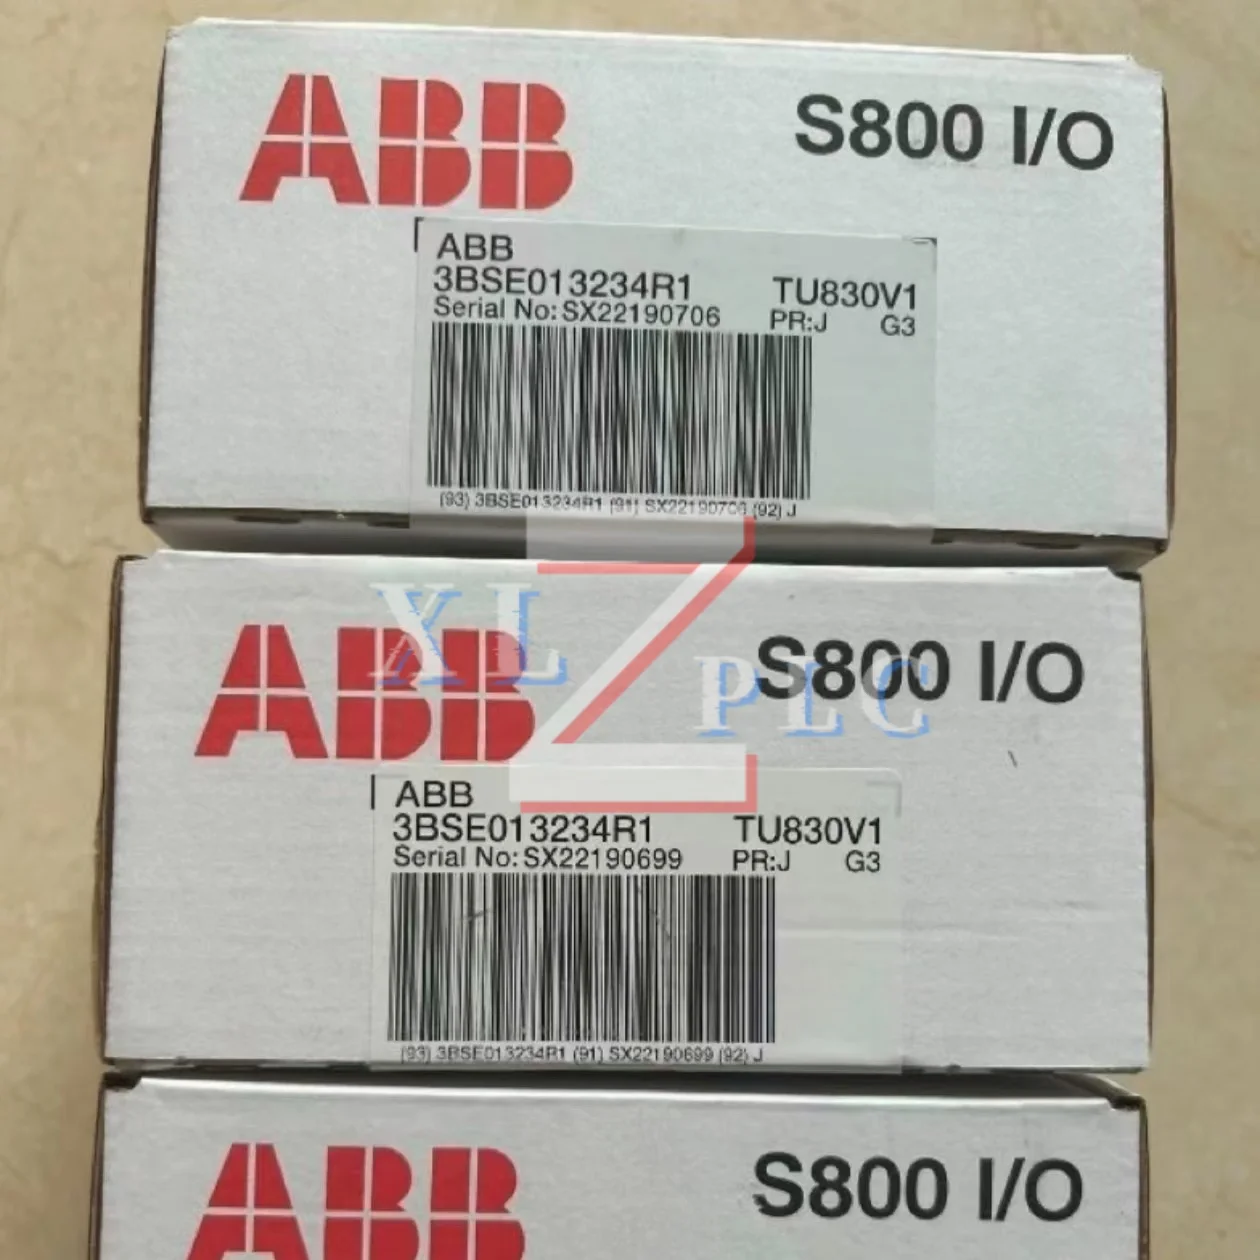 ABB
S800 I/O
ABB
3BSE013234R1 TU830V1
Serial No: SX22190706 PR:J G3
(93) 3BSE013234R1 (91) SX22190706 (92) J
XL Z PLC
ABB
S800 I/O
ABB
3BSE013234R1 TU830V1
Serial No: SX22190699 PR:J G3
(93) 3BSE013234R1 (91) SX22190699 (92) J
ABB
S800 I/O